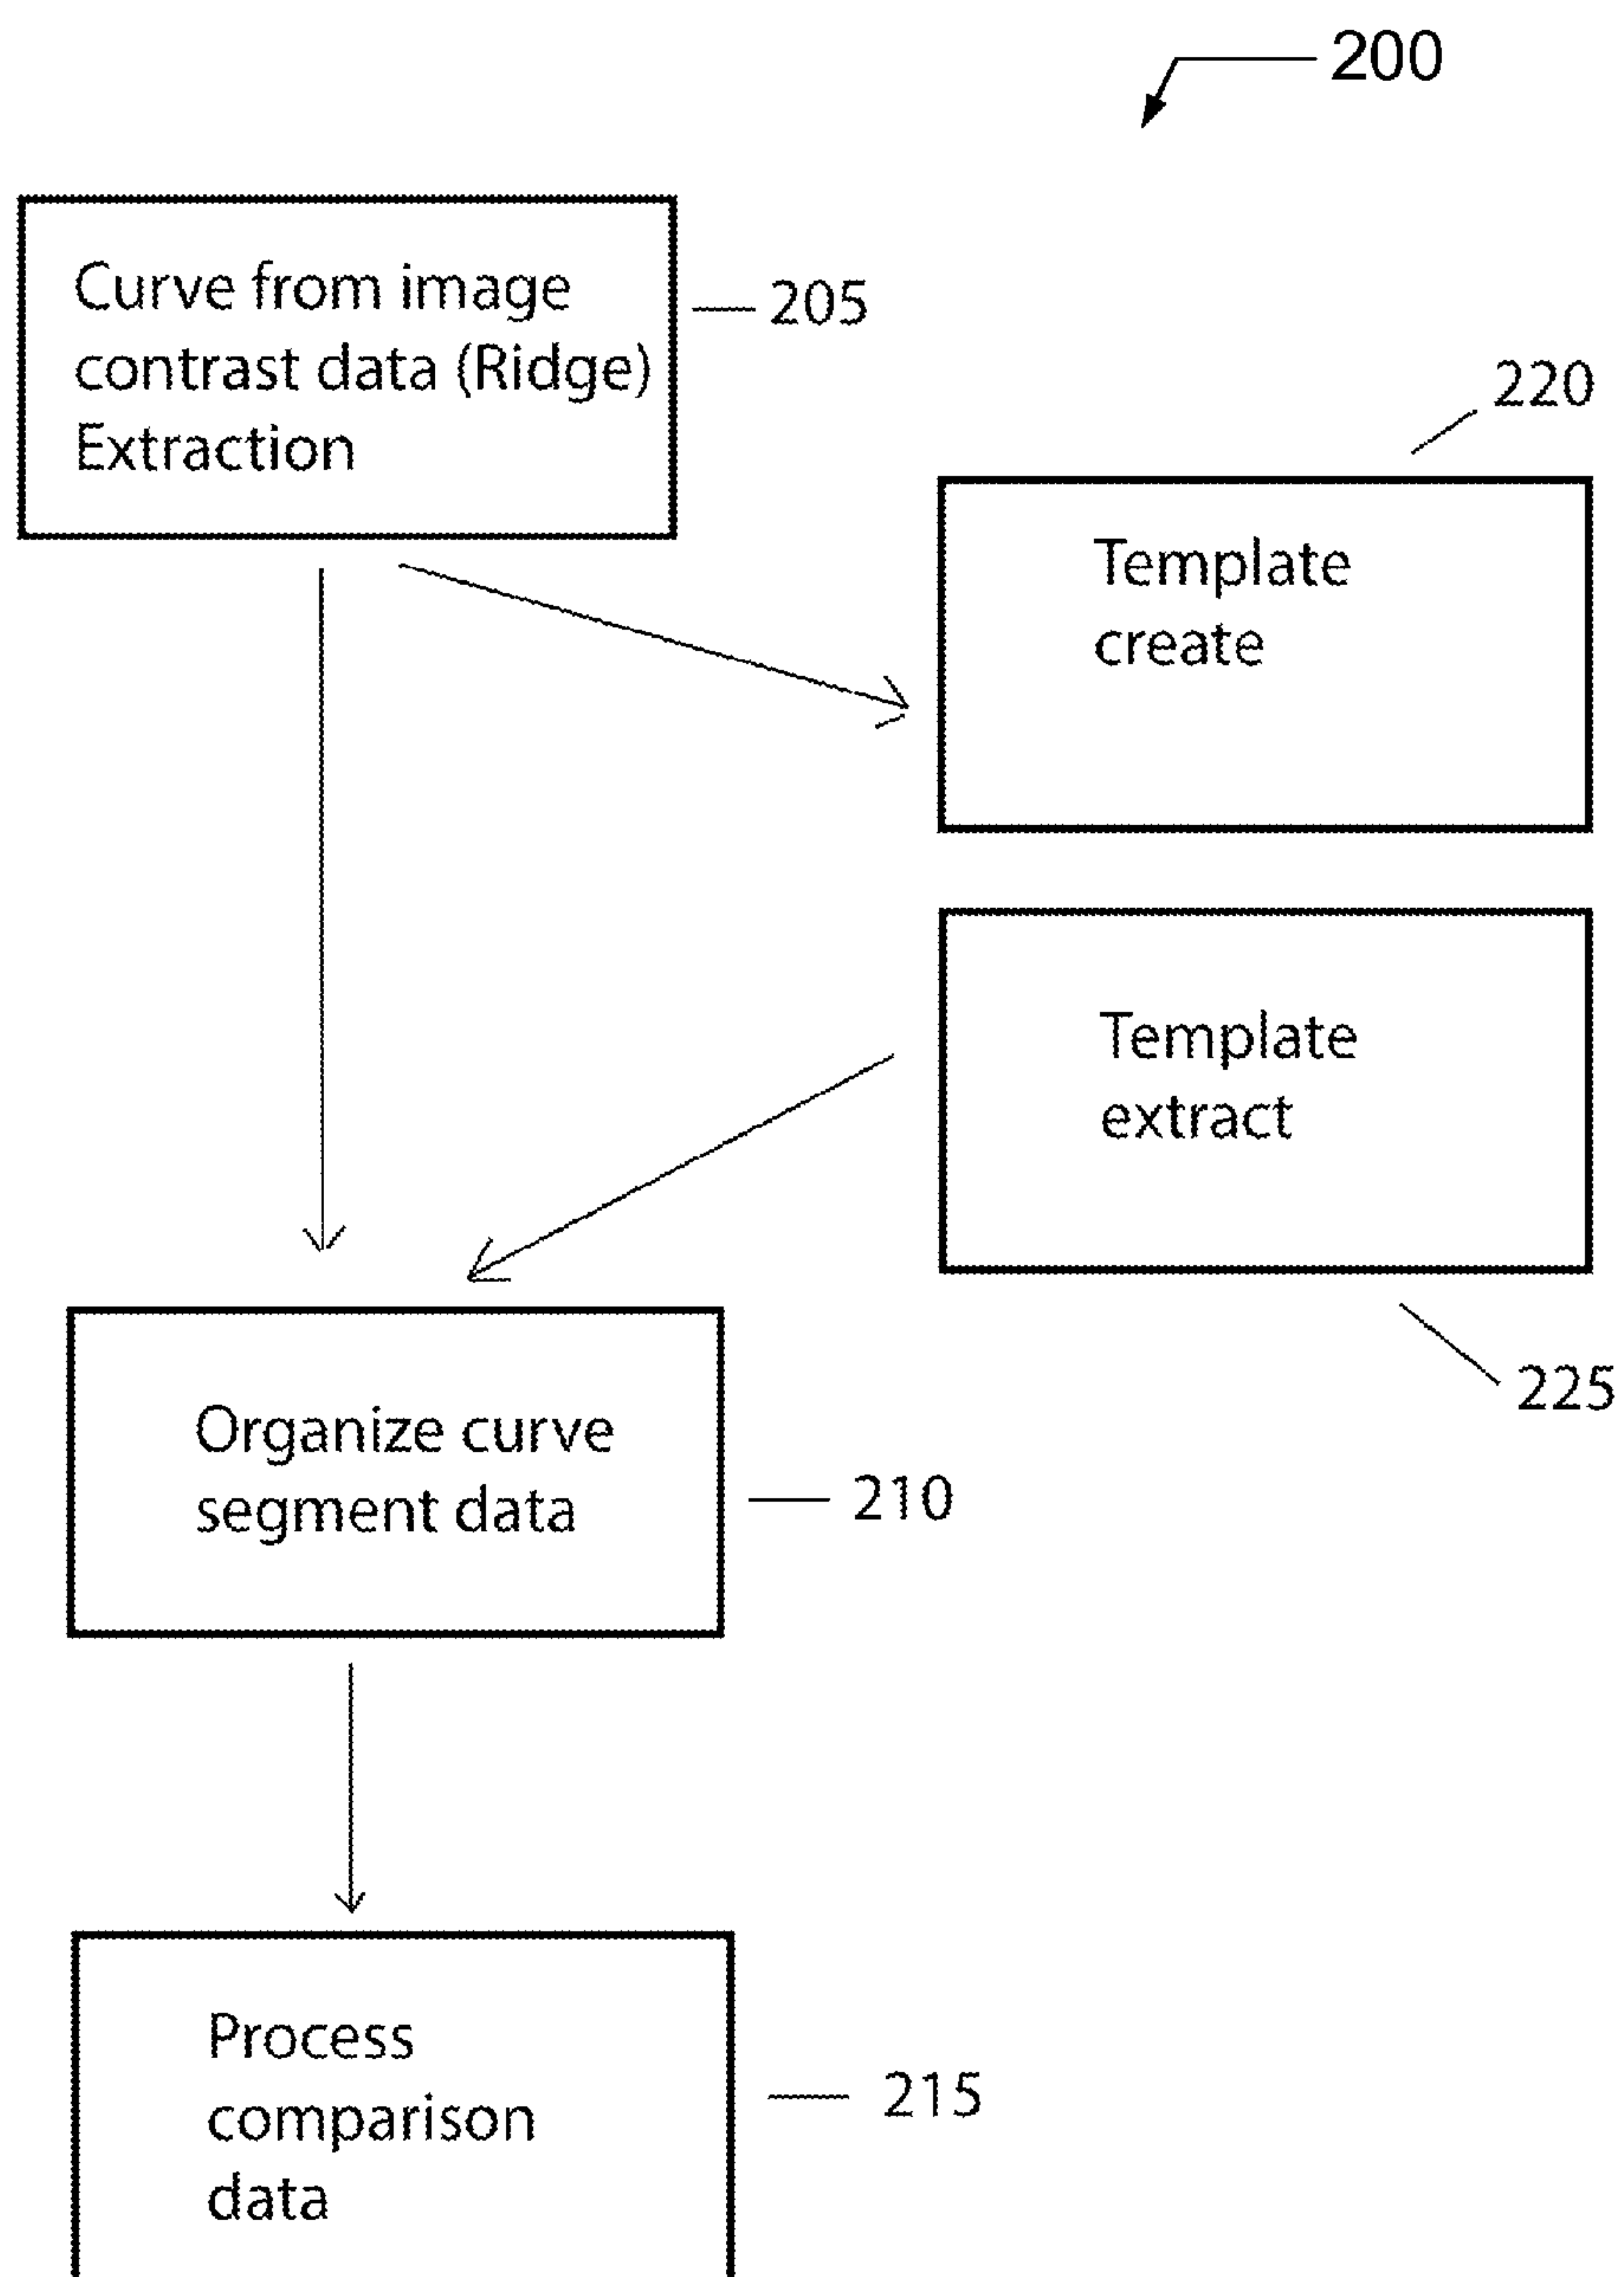 200
Curve from image
contrast data (Ridge)
Extraction
205
220
Template
create
Template
extract
225
Organize curve
segment data
210
Process
comparison
data
215